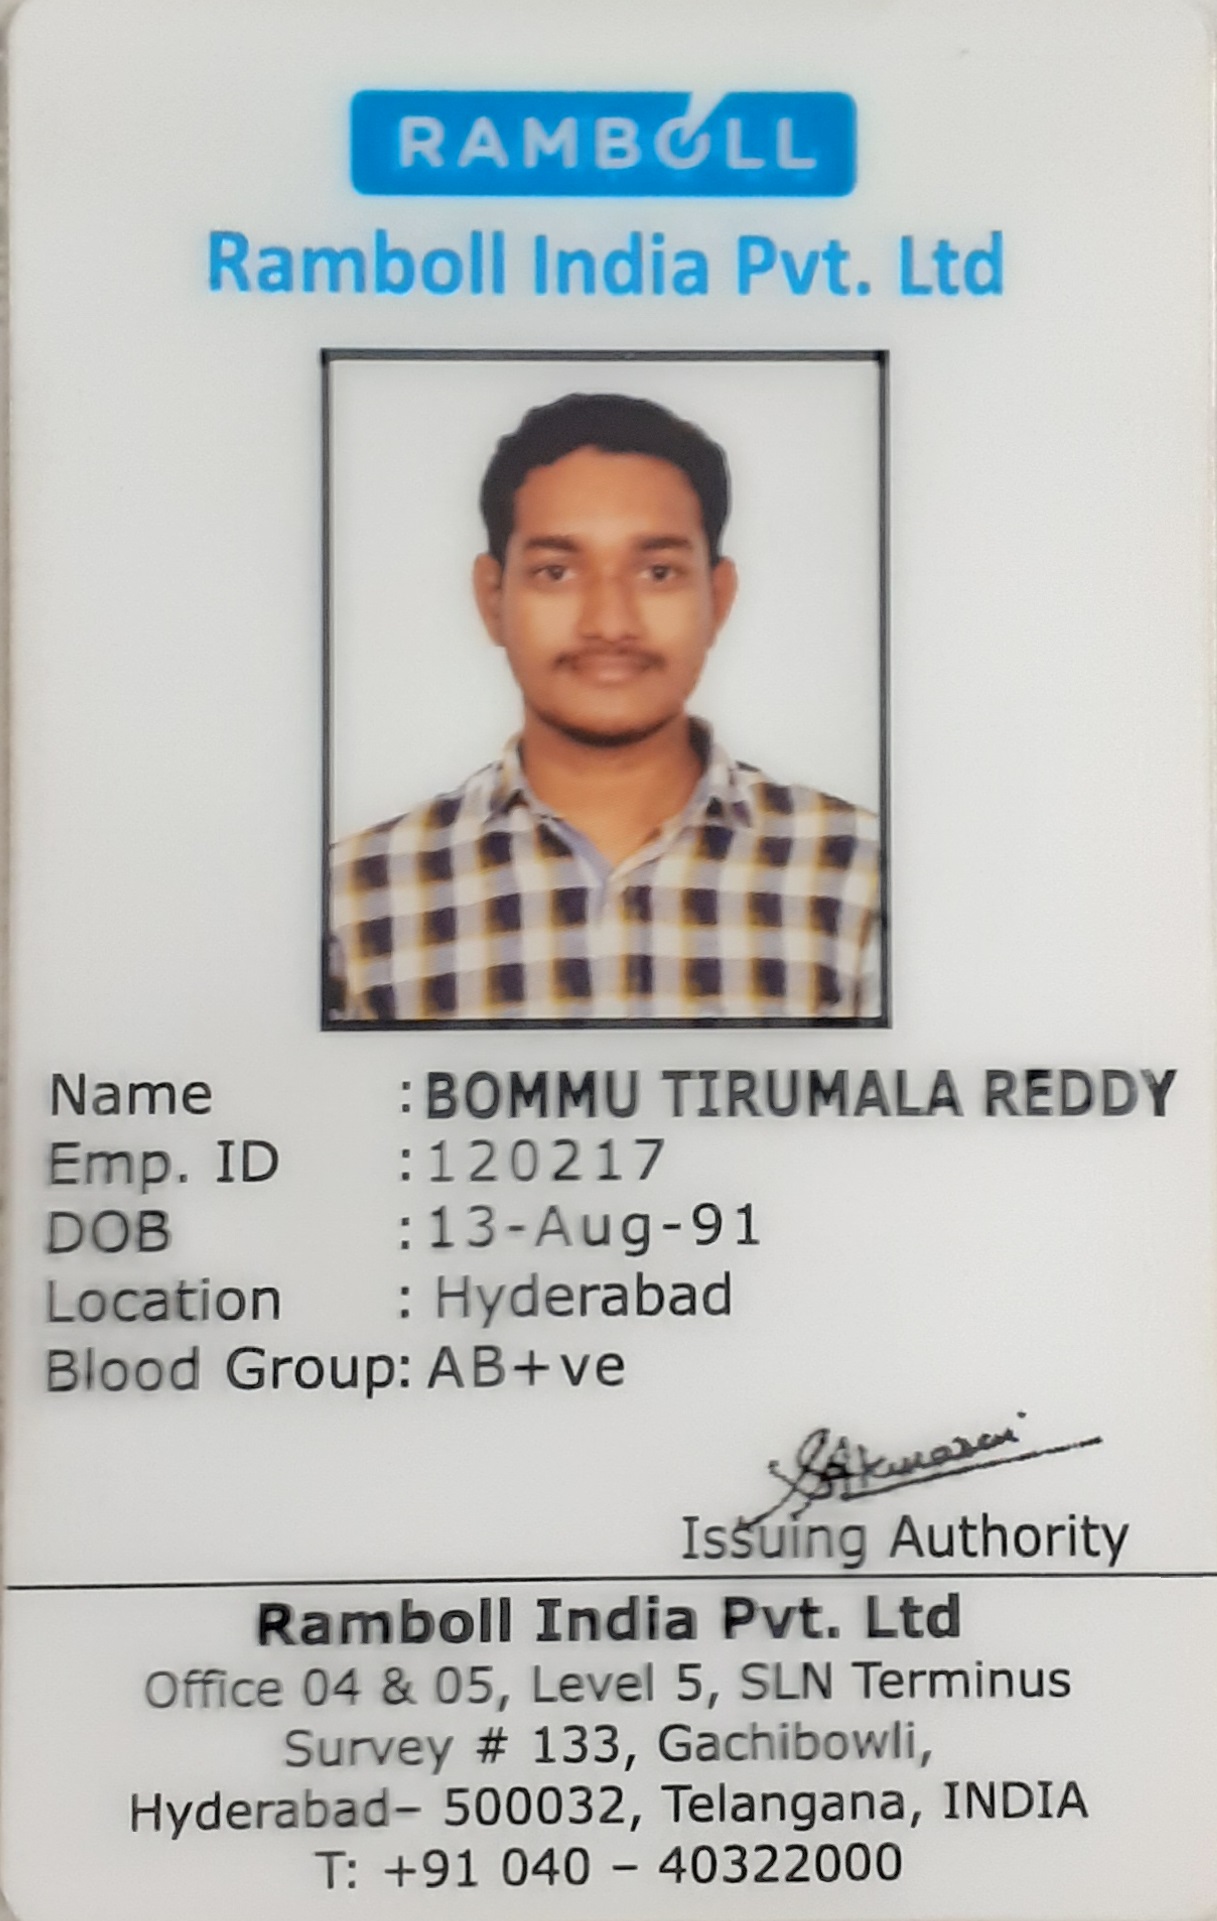 RAMBOLL
Ramboll India Pvt. Ltd
Name : BOMMU TIRUMALA REDDY
Emp. ID : 120217
DOB : 13-Aug-91
Location : Hyderabad
Blood Group: AB+ve
Issuing Authority
Ramboll India Pvt. Ltd
Office 04 & 05, Level 5, SLN Terminus
Survey # 133, Gachibowli,
Hyderabad– 500032, Telangana, INDIA
T: +91 040 – 40322000